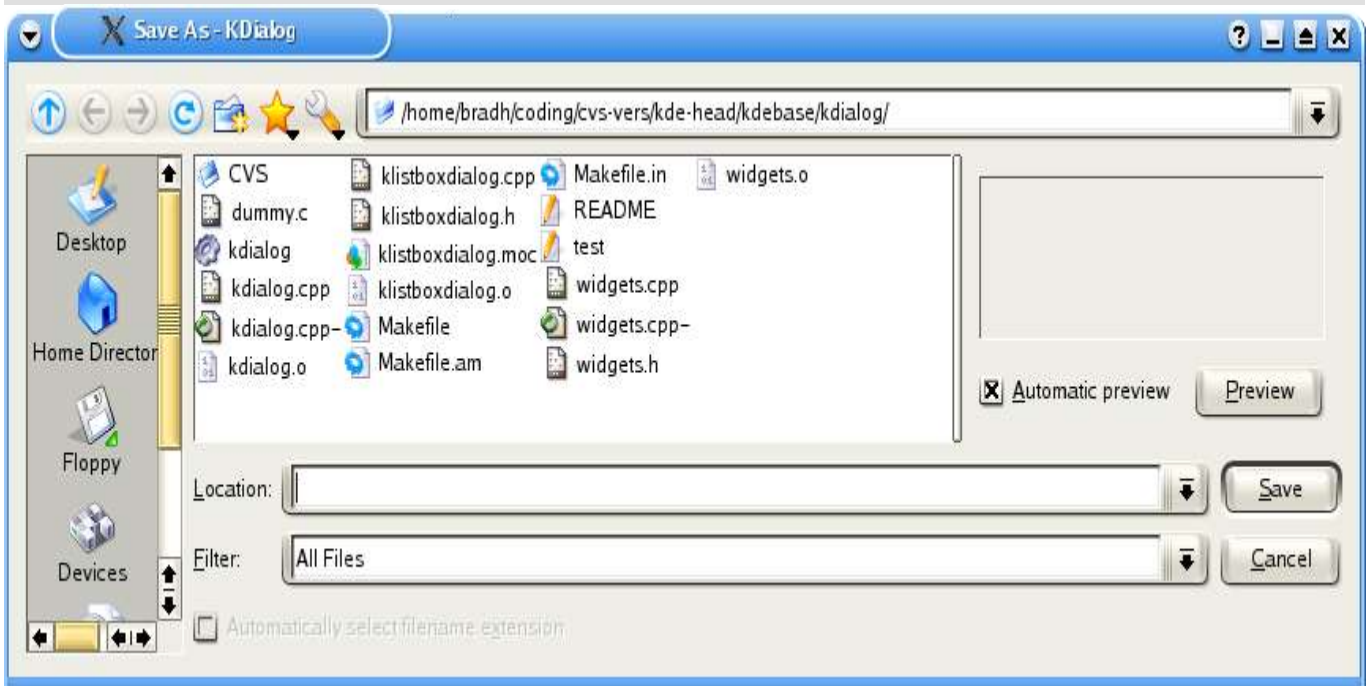 Save As - KDialog
/home/bradh/coding/cvs-vers/kde-head/kdebase/kdialog/
Desktop
Home Director
Floppy
Devices
CVS
dummy.c
kdialog
kdialog.cpp
kdialog.cpp~
kdialog.o
klistboxdialog.cpp
klistboxdialog.h
klistboxdialog.moc
klistboxdialog.o
Makefile
Makefile.am
Makefile.in
README
test
widgets.cpp
widgets.cpp~
widgets.h
widgets.o
Automatic preview
Preview
Location:
Save
Filter:
All Files
Cancel
Automatically select filename extension